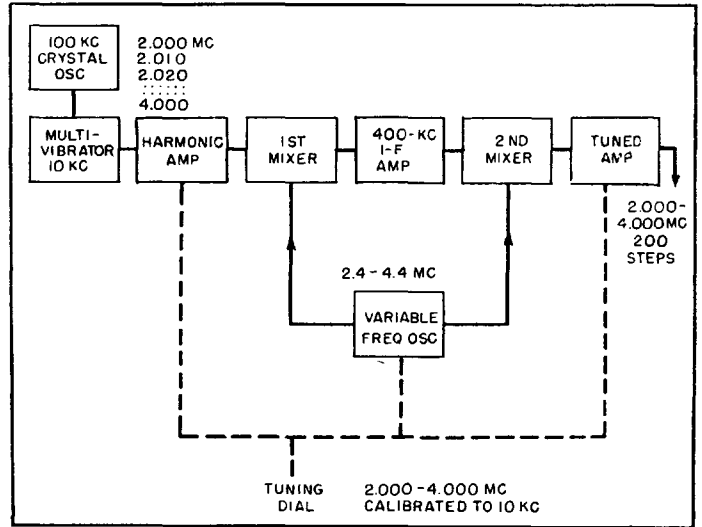 100 KC
CRYSTAL
OSC
2.000 MC
2.010
2.020
......
4.000
MULTI-
VIBRATOR
10 KC
HARMONIC
AMP
1ST
MIXER
400-KC
I-F
AMP
2ND
MIXER
TUNED
AMP
2.000-
4.000MC
200
STEPS
2.4-4.4 MC
VARIABLE
FREQ OSC
TUNING
DIAL
2.000-4.000 MC
CALIBRATED TO 10 KC